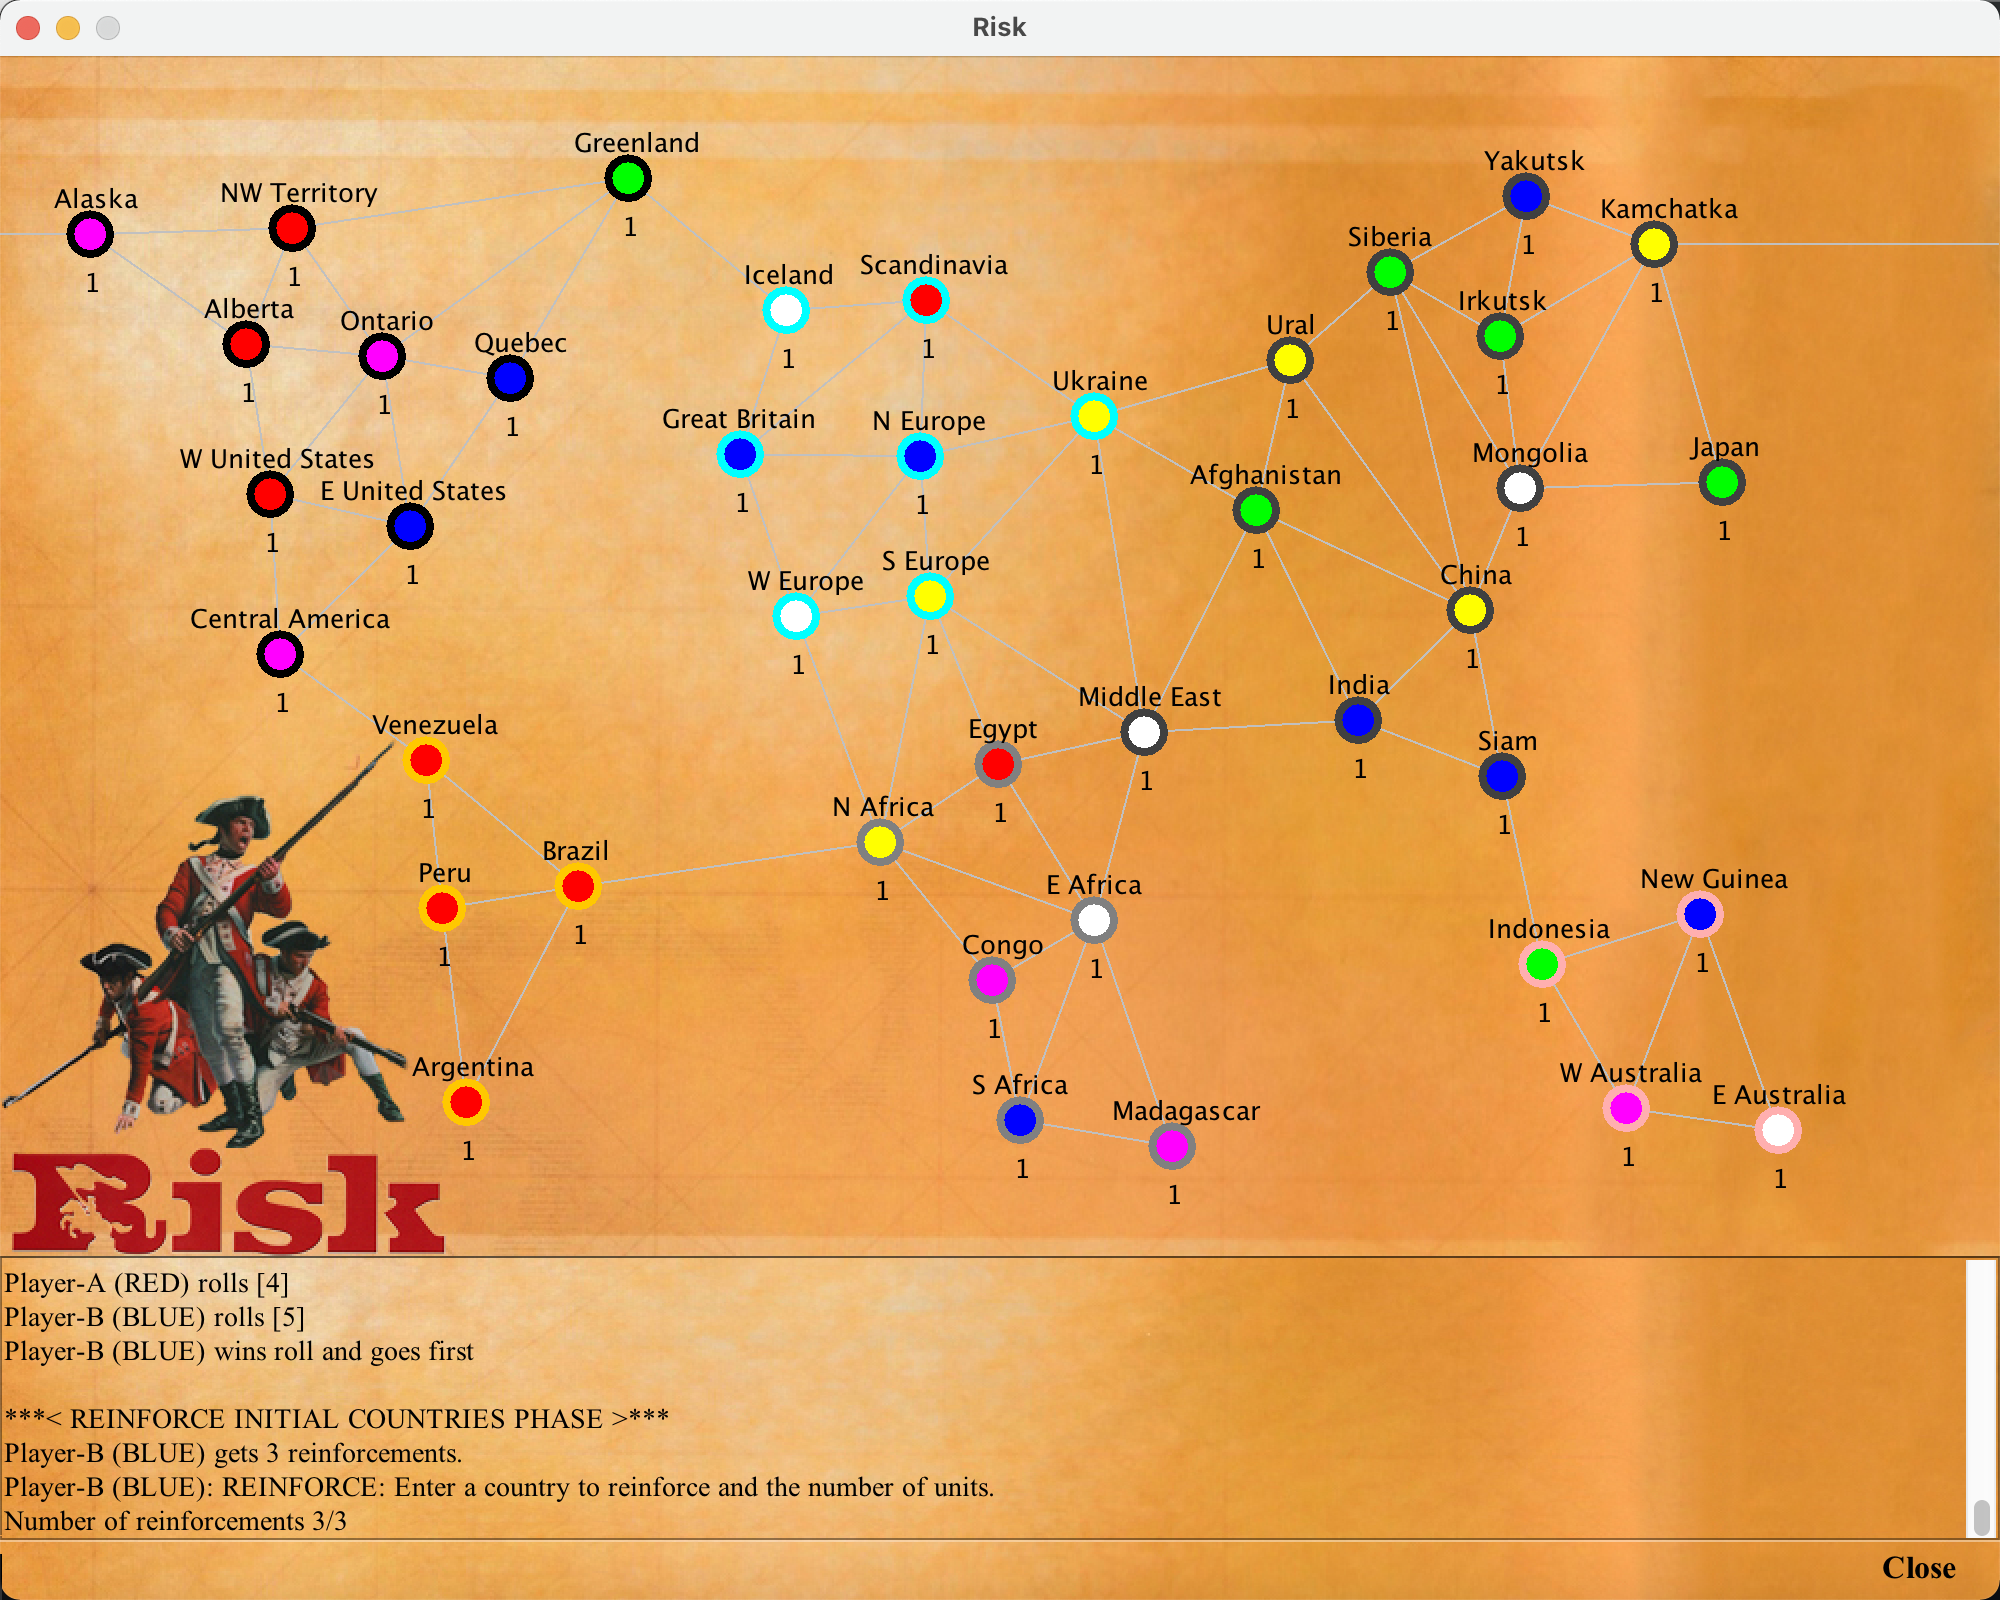 Risk
Greenland
1
Alaska
1
NW Territory
1
Alberta
1
Ontario
1
Quebec
1
W United States
1
E United States
1
Central America
1
Venezuela
1
Peru
1
Brazil
1
Argentina
1
Iceland
1
Scandinavia
1
Great Britain
1
N Europe
1
Ukraine
1
W Europe
1
S Europe
1
N Africa
1
Egypt
1
E Africa
1
Congo
1
S Africa
1
Madagascar
1
Yakutsk
1
Kamchatka
1
Siberia
1
Irkutsk
1
Ural
1
Afghanistan
1
Mongolia
1
Japan
1
China
1
Middle East
1
India
1
Siam
1
Indonesia
1
New Guinea
1
W Australia
1
E Australia
1
Risk
Player-A (RED) rolls [4]
Player-B (BLUE) rolls [5]
Player-B (BLUE) wins roll and goes first
***< REINFORCE INITIAL COUNTRIES PHASE >***
Player-B (BLUE) gets 3 reinforcements.
Player-B (BLUE): REINFORCE: Enter a country to reinforce and the number of units.
Number of reinforcements 3/3
Close